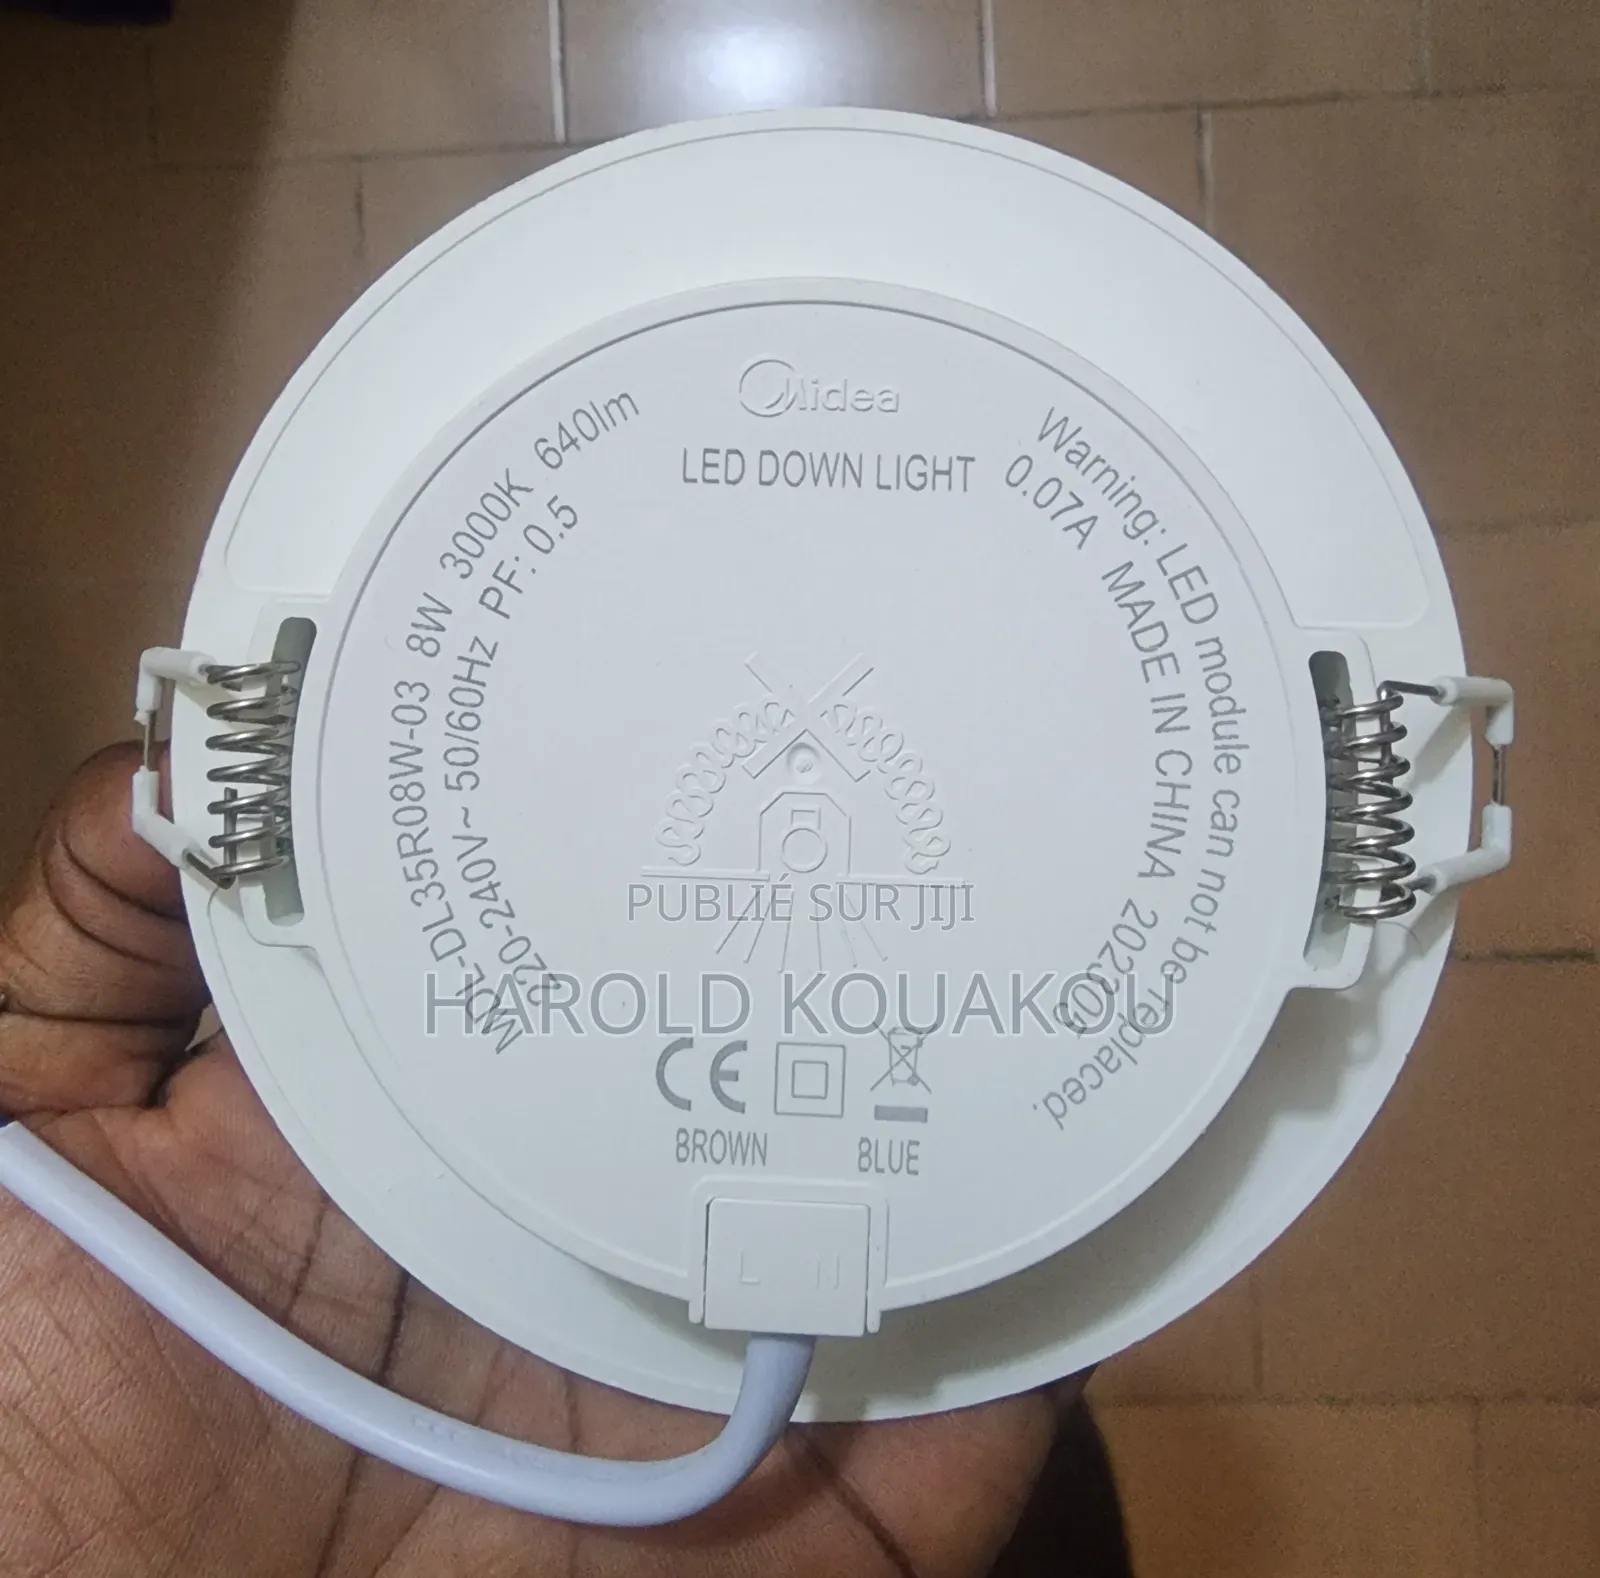 Midea
LED DOWN LIGHT
MDL-DL35R08W-03 8W 3000K 640lm
220-240V~ 50/60Hz PF: 0.5
Warning: LED module can not be replaced.
0.07A MADE IN CHINA 202308
PUBLIÉ SUR JIJI
HAROLD KOUAKOU
CE
BROWN BLUE
L N